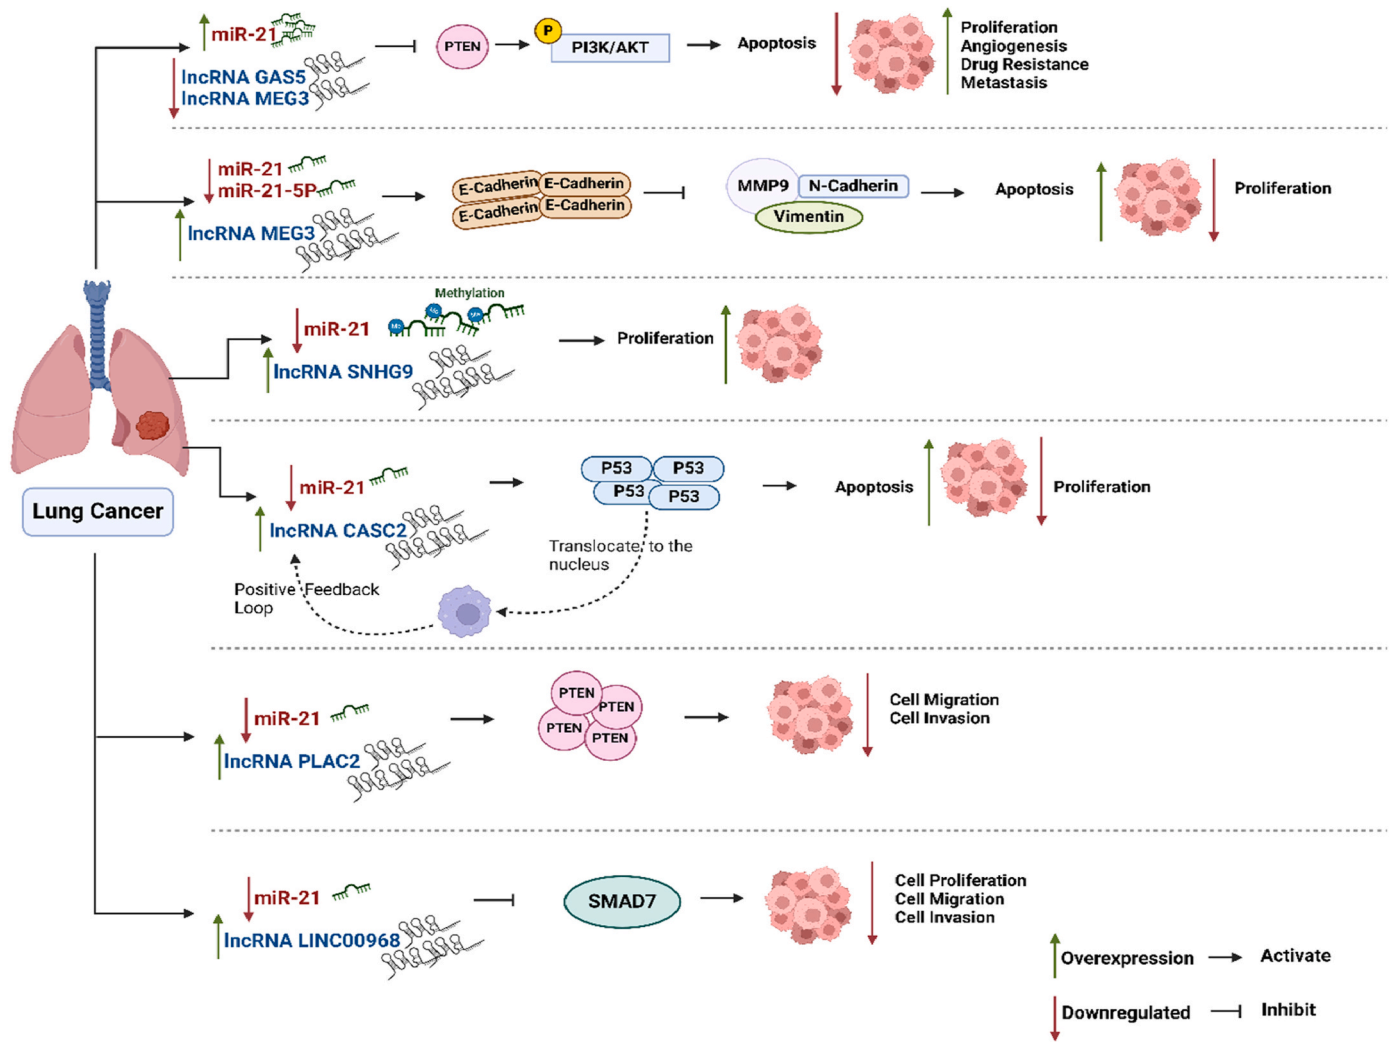 miR-21
lncRNA GAS5
lncRNA MEG3
PTEN
P
PI3K/AKT
Apoptosis
Proliferation
Angiogenesis
Drug Resistance
Metastasis
miR-21
miR-21-5P
lncRNA MEG3
E-Cadherin
E-Cadherin
E-Cadherin
E-Cadherin
MMP9
N-Cadherin
Vimentin
Apoptosis
Proliferation
Methylation
miR-21
Me
Me
Me
lncRNA SNHG9
Proliferation
miR-21
lncRNA CASC2
P53
P53
P53
P53
Apoptosis
Proliferation
Translocate to the
nucleus
Positive Feedback
Loop
Lung Cancer
miR-21
lncRNA PLAC2
PTEN
PTEN
PTEN
PTEN
Cell Migration
Cell Invasion
miR-21
lncRNA LINC00968
SMAD7
Cell Proliferation
Cell Migration
Cell Invasion
Overexpression
Activate
Downregulated
Inhibit